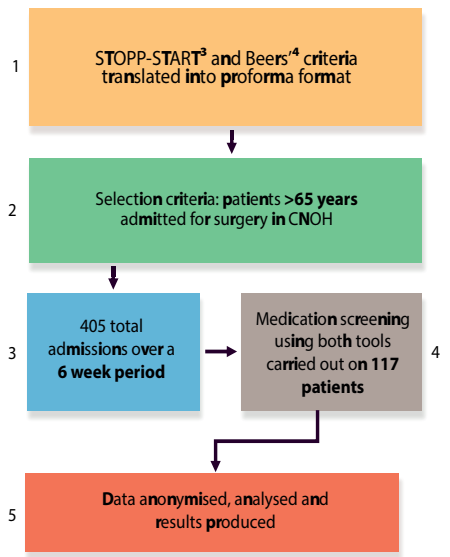 1
STOPP-START³ and Beers'⁴ criteria
translated into proforma format
2
Selection criteria: patients >65 years
admitted for surgery in CNOH
3
405 total
admissions over a
6 week period
Medication screening
using both tools
carried out on 117
patients
4
5
Data anonymised, analysed and
results produced